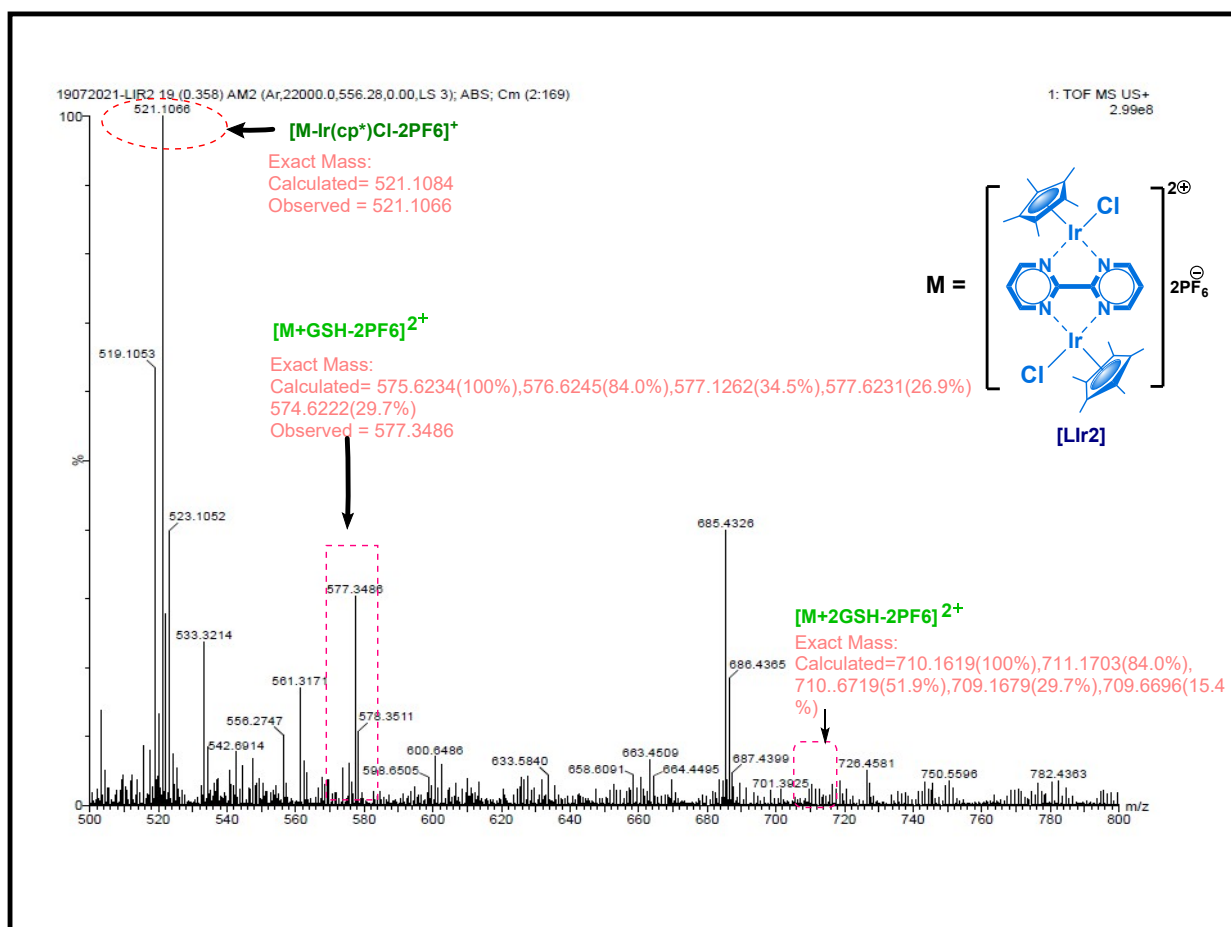 19072021-LIR2 19 (0.358) AM2 (Ar,22000.0,556.28,0.00,LS 3); ABS; Cm (2:169)
1: TOF MS US+
2.99e8
100
521.1066
[M-Ir(cp*)Cl-2PF6]+
Exact Mass:
Calculated= 521.1084
Observed = 521.1066
2⊕
Cl
Ir
N
N
M =
2PF6⊖
N
N
Ir
Cl
[LIr2]
[M+GSH-2PF6]2+
519.1053
Exact Mass:
Calculated= 575.6234(100%),576.6245(84.0%),577.1262(34.5%),577.6231(26.9%)
574.6222(29.7%)
Observed = 577.3486
%
523.1052
685.4326
577.3486
[M+2GSH-2PF6]2+
Exact Mass:
Calculated=710.1619(100%),711.1703(84.0%),
710..6719(51.9%),709.1679(29.7%),709.6696(15.4
%)
533.3214
686.4365
561.3171
556.2747
578.3511
542.6914
600.6486
598.6505
633.5840
658.6091
663.4509
664.4495
687.4399
701.3925
726.4581
750.5596
782.4363
0
m/z
500 520 540 560 580 600 620 640 660 680 700 720 740 760 780 800